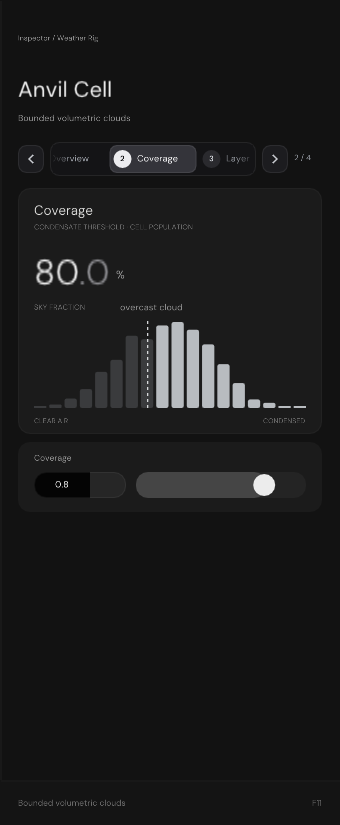 Inspector / Weather Rig
Anvil Cell
Bounded volumetric clouds
verview 2 Coverage 3 Layer 2 / 4
Coverage
CONDENSATE THRESHOLD · CELL POPULATION
80.0 %
SKY FRACTION overcast cloud
CLEAR AIR CONDENSED
Coverage
0.8
Bounded volumetric clouds F11